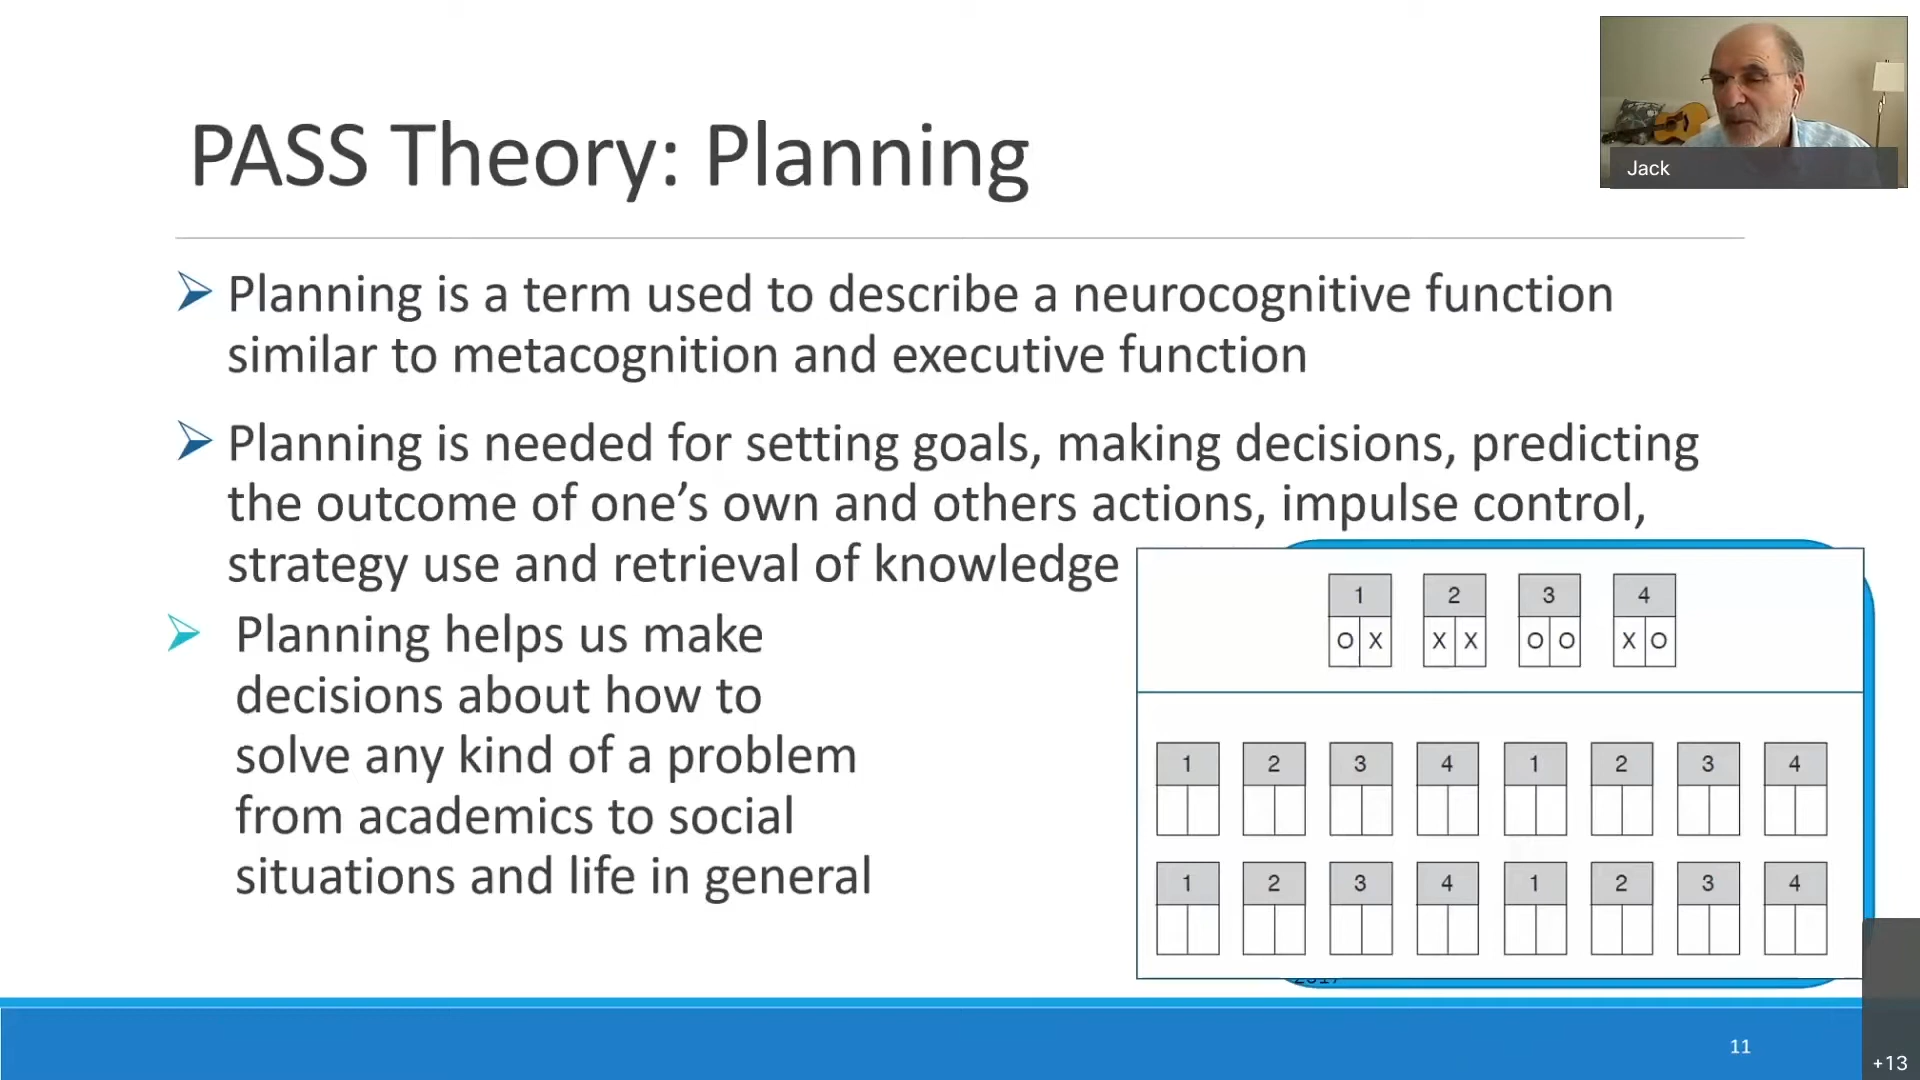 PASS Theory: Planning
Jack
Planning is a term used to describe a neurocognitive function
similar to metacognition and executive function
Planning is needed for setting goals, making decisions, predicting
the outcome of one’s own and others actions, impulse control,
strategy use and retrieval of knowledge
Planning helps us make
decisions about how to
solve any kind of a problem
from academics to social
situations and life in general
1 2 3 4
O X X X O O X O
1 2 3 4 1 2 3 4
1 2 3 4 1 2 3 4
11
+13